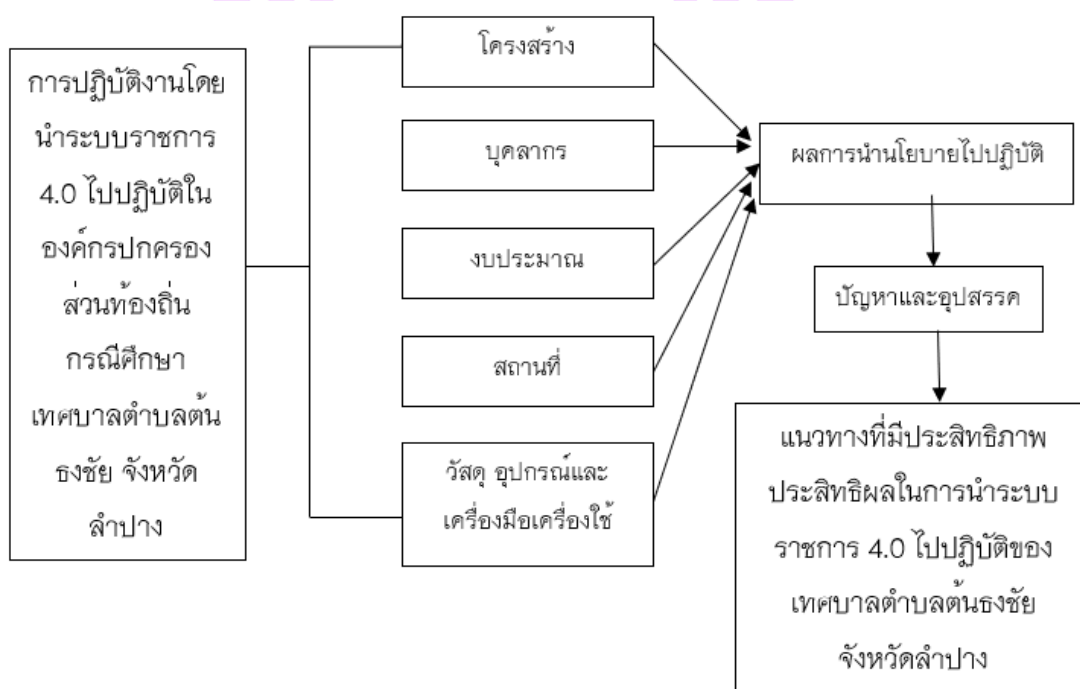 การปฏิบัติงานโดย
นำระบบราชการ
4.0 ไปปฏิบัติใน
องค์กรปกครอง
ส่วนท้องถิ่น
กรณีศึกษา
เทศบาลตำบลต้น
ธงชัย จังหวัด
ลำปาง
โครงสร้าง
บุคลากร
งบประมาณ
สถานที่
วัสดุ อุปกรณ์และ
เครื่องมือเครื่องใช้
ผลการนำนโยบายไปปฏิบัติ
ปัญหาและอุปสรรค
แนวทางที่มีประสิทธิภาพ
ประสิทธิผลในการนำระบบ
ราชการ 4.0 ไปปฏิบัติของ
เทศบาลตำบลต้นธงชัย
จังหวัดลำปาง